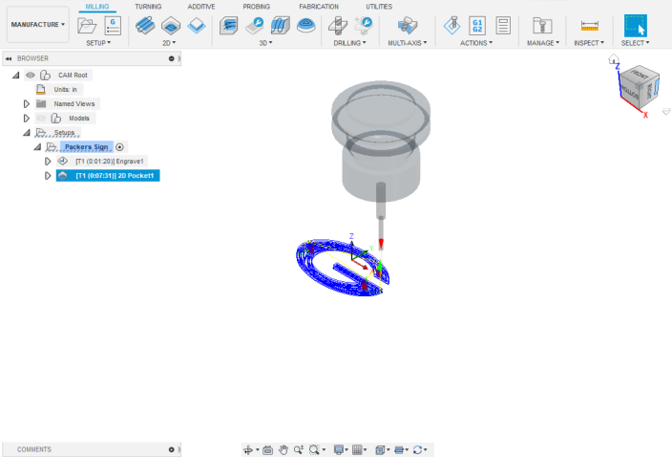 MILLING TURNING ADDITIVE PROBING FABRICATION UTILITIES
MANUFACTURE
G
G1
G2
SETUP 2D 3D DRILLING MULTI-AXIS ACTIONS MANAGE INSPECT SELECT
BROWSER
CAM Root
Units: in
Named Views
Models
Setups
Packers Sign
[T1 (0:01:20)] Engrave1
[T1 (0:07:31)] 2D Pocket1
Z
X
FRONT
Z
COMMENTS